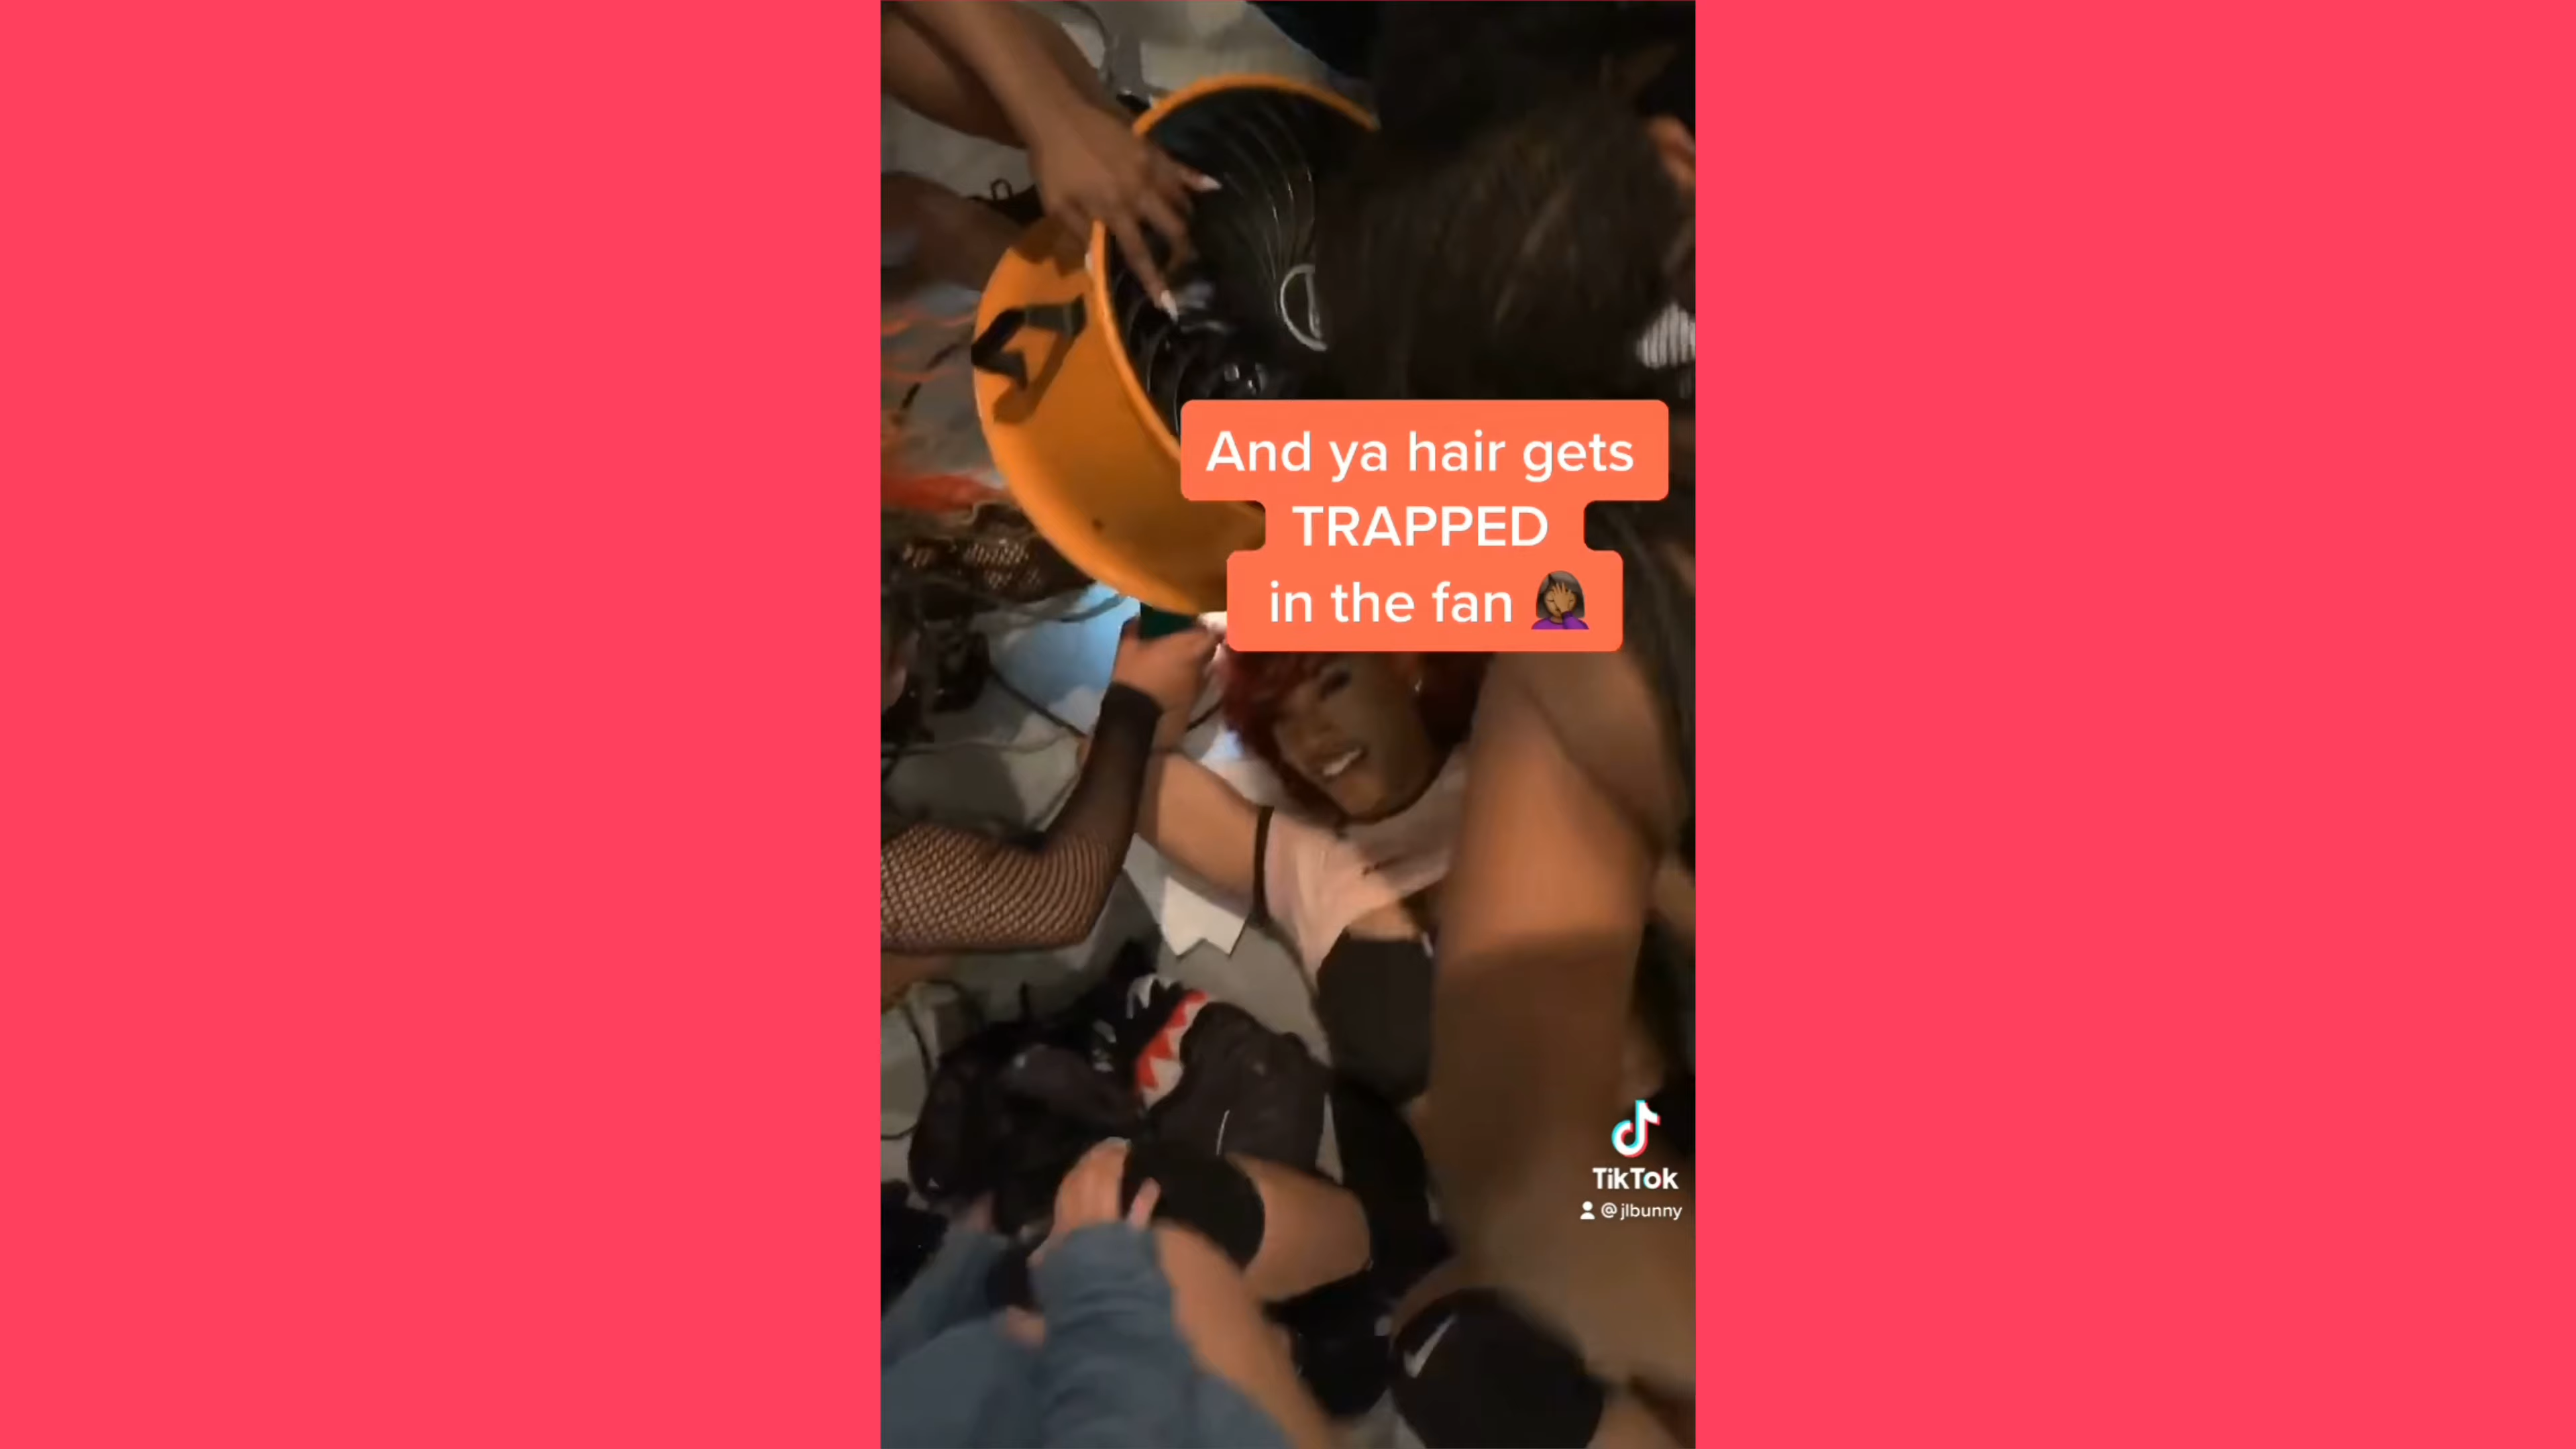 And ya hair gets
TRAPPED
in the fan 🤦🏾‍♀️
TikTok
@jlbunny